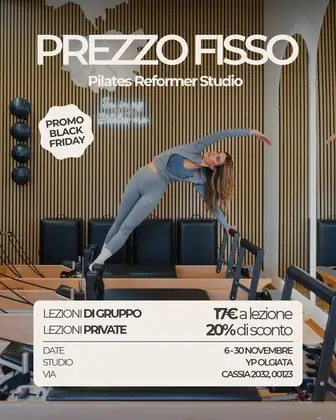 PREZZO FISSO
Pilates Reformer Studio
PROMO
BLACK
FRIDAY
LEZIONI DI GRUPPO 17€ a lezione
LEZIONI PRIVATE 20% di sconto
DATE 6 - 30 NOVEMBRE
STUDIO YP OLGIATA
VIA CASSIA 2032, 00123